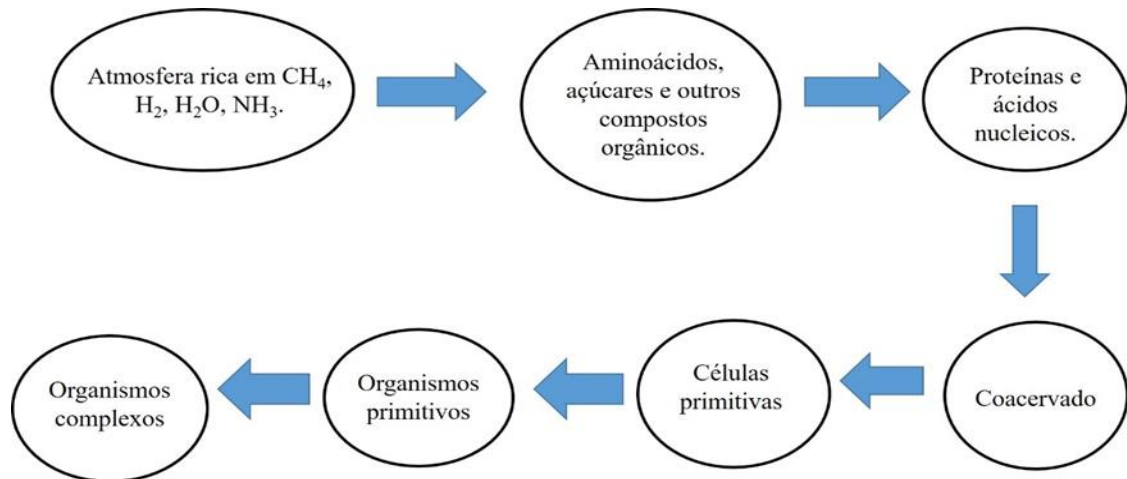 Atmosfera rica em CH₄,
H₂, H₂O, NH₃.
Aminoácidos,
açúcares e outros
compostos
orgânicos.
Proteínas e
ácidos
nucleicos.
Coacervado
Células
primitivas
Organismos
primitivos
Organismos
complexos